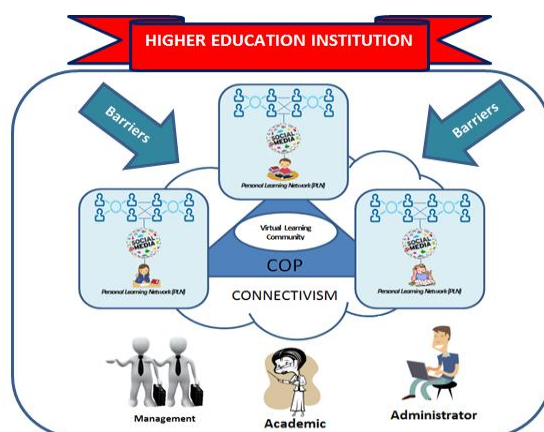 HIGHER EDUCATION INSTITUTION
Barriers
Barriers
SOCIAL
MEDIA
Personal Learning Network (PLN)
Virtual Learning
Community
COP
CONNECTIVISM
SOCIAL
MEDIA
Personal Learning Network (PLN)
SOCIAL
MEDIA
Personal Learning Network (PLN)
Management
Academic
Administrator